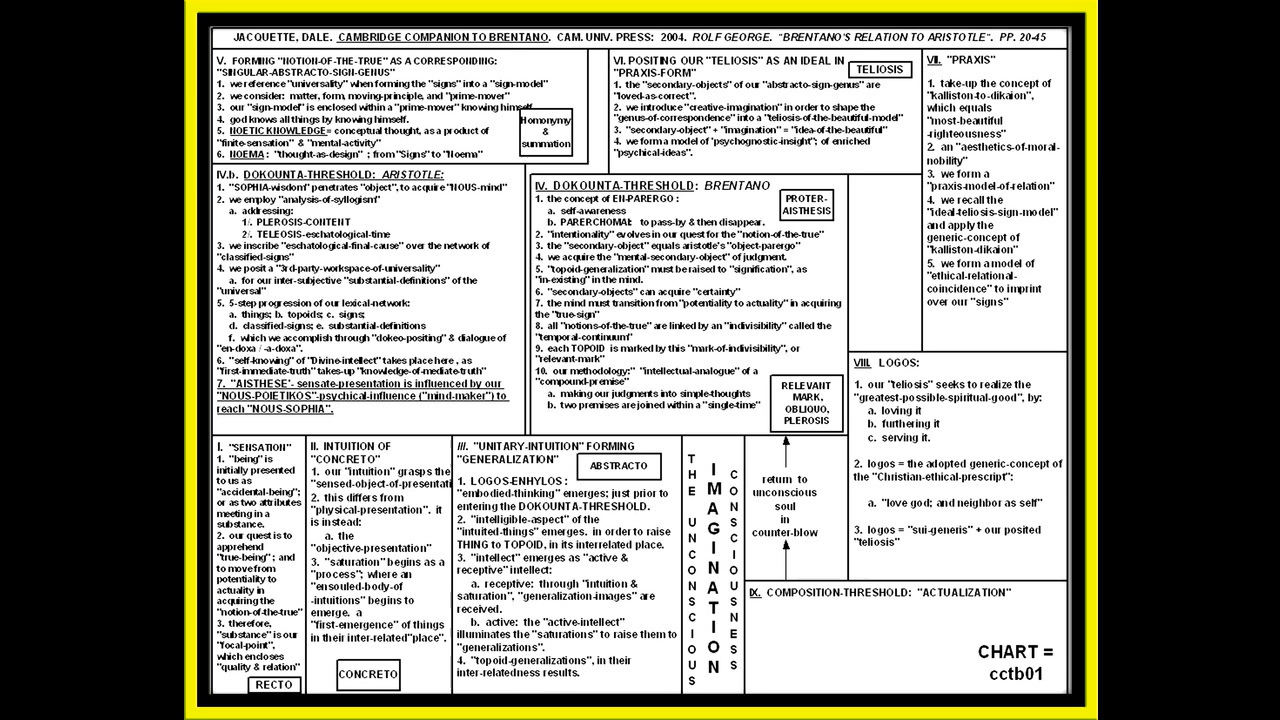 JACQUETTE, DALE. CAMBRIDGE COMPANION TO BRENTANO. CAM. UNIV. PRESS: 2004. ROLF GEORGE. "BRENTANO'S RELATION TO ARISTOTLE". PP. 20-45
V. FORMING "NOTION-OF-THE-TRUE" AS A CORRESPONDING:
"SINGULAR-ABSTRACTO-SIGN-GENUS"
1. we reference "universality" when forming the "signs" into a "sign-model"
2. we consider: matter, form, moving-principle, and "prime-mover"
3. our "sign-model" is enclosed within a "prime-mover" knowing himself
4. god knows all things by knowing himself.
5. NOETIC KNOWLEDGE= conceptual thought, as a product of
"finite-sensation" & "mental-activity"
6. NOEMA: "thought-as-design" ; from "Signs" to "Noema"
Homonymy
&
summation
VI. POSITING OUR "TELIOSIS" AS AN IDEAL IN
"PRAXIS-FORM"
TELIOSIS
1. the "secondary-objects" of our "abstracto-sign-genus" are
"loved-as-correct".
2. we introduce "creative-imagination" in order to shape the
"genus-of-correspondence" into a "teliosis-of-the-beautiful-model"
3. "secondary-object" + "imagination" = "idea-of-the-beautiful"
4. we form a model of 'psychognostic-insight"; of enriched
"psychical-ideas".
VII. "PRAXIS"
1. take-up the concept of
"kalliston-to-dikaion",
which equals
"most-beautiful
-righteousness"
2. an "aesthetics-of-moral-
nobility"
3. we form a
"praxis-model-of-relation"
4. we recall the
"ideal-teliosis-sign-model"
and apply the
generic-concept of
"kalliston-dikaion"
5. we form a model of
"ethical-relational-
coincidence" to imprint
over our "signs"
IV.b. DOKOUNTA-THRESHOLD: ARISTOTLE:
1. "SOPHIA-wisdom" penetrates "object", to acquire "NOUS-mind"
2. we employ "analysis-of-syllogism"
a. addressing:
1/. PLEROSIS-CONTENT
2/. TELEOSIS-eschatological-time
3. we inscribe "eschatological-final-cause" over the network of
"classified-signs"
4. we posit a "3rd-party-workspace-of-universality"
a. for our inter-subjective "substantial-definitions" of the
"universal"
5. 5-step progression of our lexical-network:
a. things; b. topoids; c. signs;
d. classified-signs; e. substantial-definitions
f. which we accomplish through "dokeo-positing" & dialogue of
"en-doxa / -a-doxa".
6. "self-knowing" of "Divine-intellect" takes place here , as
"first-immediate-truth" takes-up "knowledge-of-mediate-truth"
7. "AISTHESE'- sensate-presentation is influenced by our
"NOUS-POIETIKOS"-psychical-influence ("mind-maker") to
reach "NOUS-SOPHIA".
IV. DOKOUNTA-THRESHOLD: BRENTANO
PROTER-
AISTHESIS
1. the concept of EN-PARERGO :
a. self-awareness
b. PARERCHOMAI: to pass-by & then disappear.
2. "intentionality" evolves in our quest for the "notion-of-the-true"
3. the "secondary-object" equals aristotle's "object-parergo"
4. we acquire the "mental-secondary-object" of judgment.
5. "topoid-generalization" must be raised to "signification", as
"in-existing" in the mind.
6. "secondary-objects" can acquire "certainty"
7. the mind must transition from "potentiality to actuality" in acquiring
the "true-sign"
8. all "notions-of-the-true" are linked by an "indivisibility" called the
"temporal-continuum"
9. each TOPOID is marked by this "mark-of-indivisibility", or
"relevant-mark"
10. our methodology:" "intellectual-analogue" of a
"compound-premise"
a. making our judgments into simple-thoughts
b. two premises are joined within a "single-time"
RELEVANT
MARK,
OBLIQUO,
PLEROSIS
VIII. LOGOS:
1. our "teliosis" seeks to realize the
"greatest-possible-spiritual-good", by:
a. loving it
b. furthering it
c. serving it.
2. logos = the adopted generic-concept of
the "Christian-ethical-prescript":
a. "love god; and neighbor as self"
3. logos = "sui-generis" + our posited
"teliosis"
I. "SENSATION"
1. "being" is
initially presented
to us as
"accidental-being";
or as two attributes
meeting in a
substance.
2. our quest is to
apprehend
"true-being" ; and
to move from
potentiality to
actuality in
acquiring the
"notion-of-the-true"
3. therefore,
"substance" is our
"focal-point",
which encloses
"quality & relation"
RECTO
II. INTUITION OF
"CONCRETO"
1. our "intuition" grasps the
"sensed-object-of-presentati
2. this differs from
"physical-presentation". it
is instead:
a. the
"objective-presentation"
3. "saturation" begins as a
"process"; where an
"ensouled-body-of
-intuitions" begins to
emerge. a
"first-emergence" of things
in their inter-related"place".
CONCRETO
III. "UNITARY-INTUITION" FORMING
"GENERALIZATION"
ABSTRACTO
1. LOGOS-ENHYLOS :
"embodied-thinking" emerges; just prior to
entering the DOKOUNTA-THRESHOLD.
2. "intelligible-aspect" of the
"intuited-things" emerges. in order to raise
THING to TOPOID, in its interrelated place.
3. "intellect" emerges as "active &
receptive" intellect:
a. receptive: through "intuition &
saturation", "generalization-images" are
received.
b. active: the "active-intellect"
illuminates the "saturations" to raise them to
"generalizations".
4. "topoid-generalizations", in their
inter-relatedness results.
THE UNCONSCIOUS
IMAGINATION
CONSCIOUSNESS
return to
unconscious
soul
in
counter-blow
IX. COMPOSITION-THRESHOLD: "ACTUALIZATION"
CHART =
cctb01